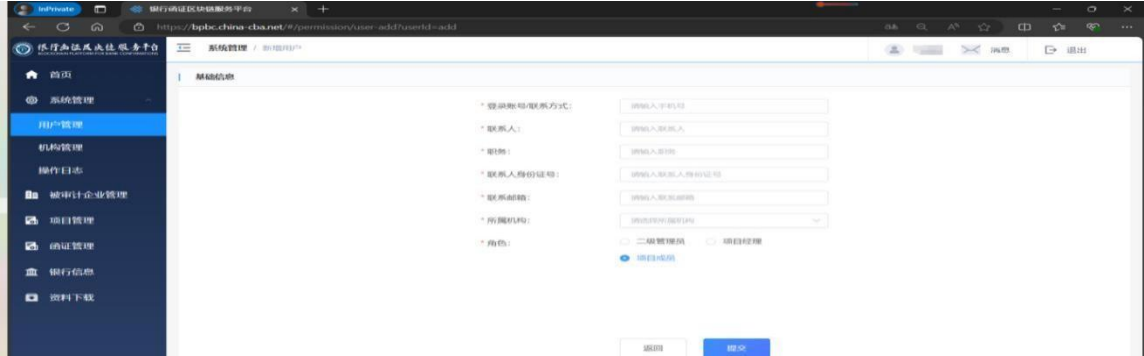 InPrivate
银行函证区块链服务平台
https://bpbc.china-cba.net/#/permission/user-add?userId=add
银行函证区块链服务平台
系统管理 / 新增用户
消息
退出
首页
基础信息
系统管理
用户管理
机构管理
操作日志
被审计企业管理
项目管理
函证管理
银行信息
资料下载
* 登录账号/联系方式:
请输入手机号
* 联系人:
请输入联系人
* 职务:
请输入职务
* 联系人身份证号:
请输入联系人身份证号
* 联系邮箱:
请输入联系邮箱
* 所属机构:
请选择所属机构
* 角色:
二级管理员
项目经理
项目成员
返回
提交